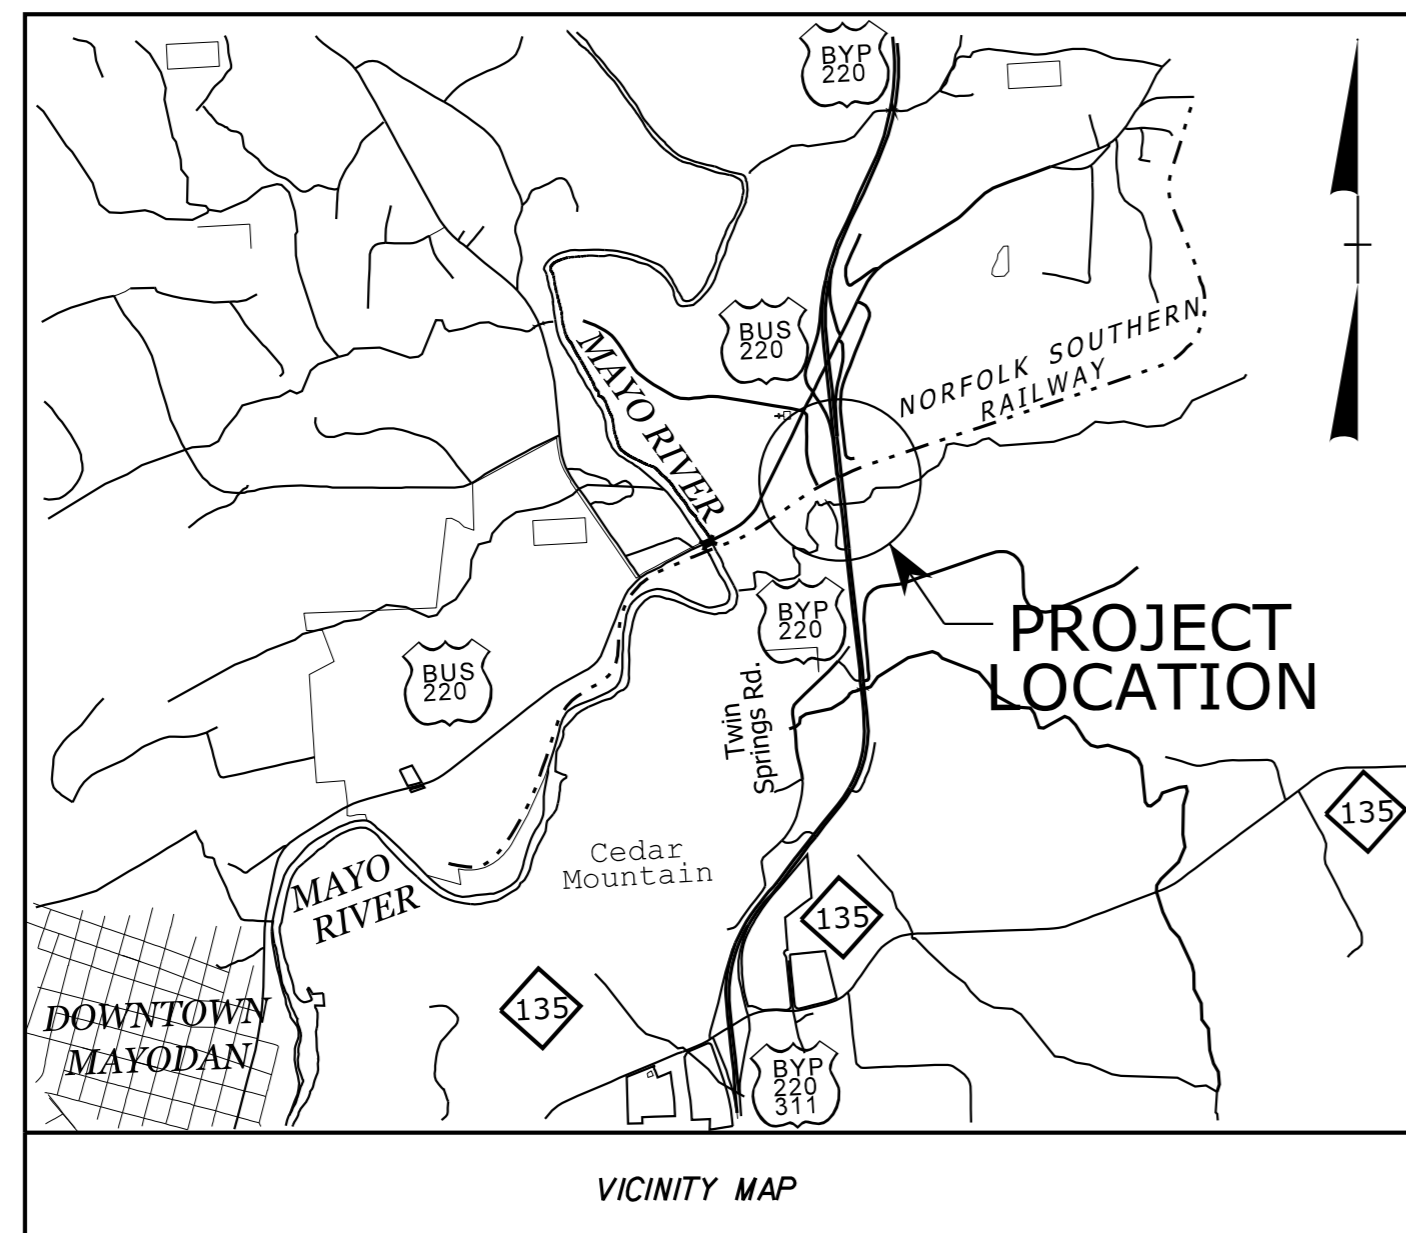 BYP
220
BUS
220
NORFOLK SOUTHERN
RAILWAY
MAYO RIVER
BYP
220
PROJECT
LOCATION
BUS
220
Twin
Springs Rd.
135
Cedar
Mountain
MAYO
RIVER
135
135
DOWNTOWN
MAYODAN
BYP
220
311
VICINITY MAP